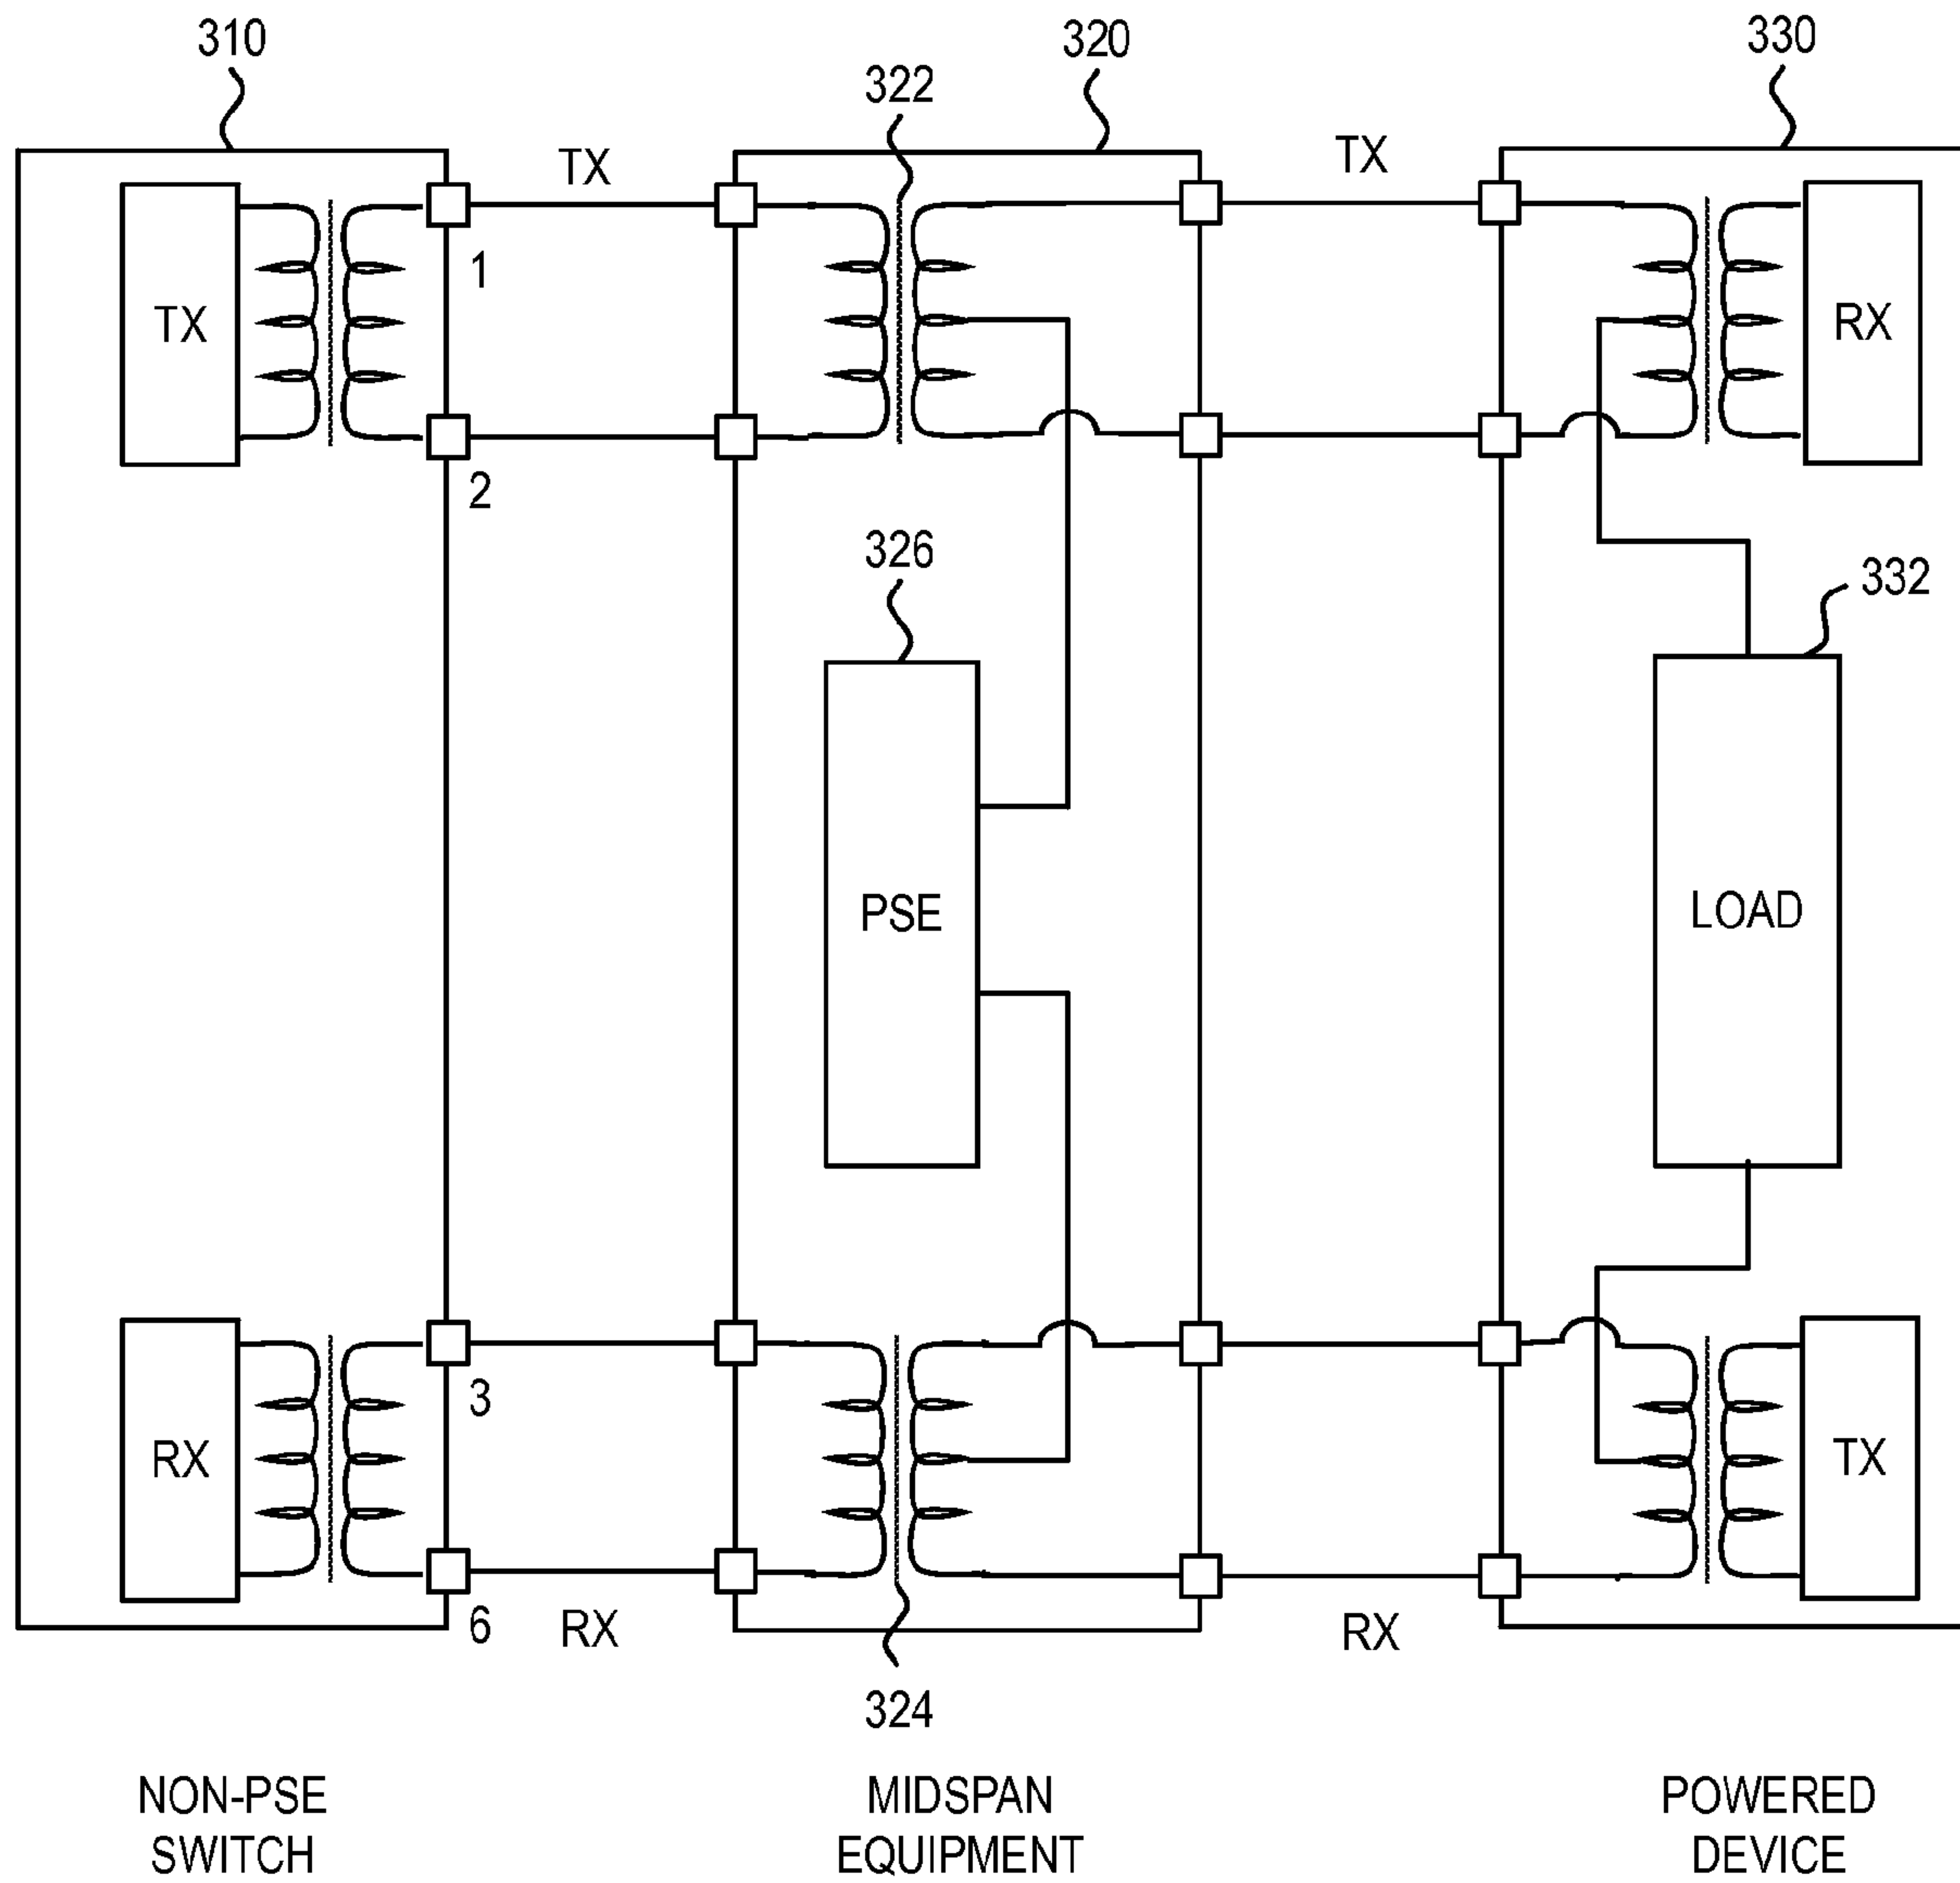 310
320
330
322
TX
TX
1
TX
RX
2
326
332
PSE
LOAD
3
RX
TX
6
RX
RX
324
NON-PSE
SWITCH
MIDSPAN
EQUIPMENT
POWERED
DEVICE